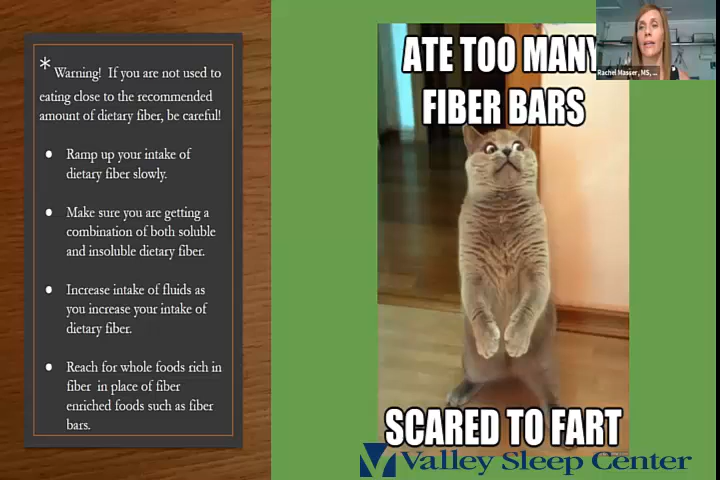 * Warning! If you are not used to
eating close to the recommended
amount of dietary fiber, be careful!
● Ramp up your intake of
dietary fiber slowly.
● Make sure you are getting a
combination of both soluble
and insoluble dietary fiber.
● Increase intake of fluids as
you increase your intake of
dietary fiber.
● Reach for whole foods rich in
fiber in place of fiber
enriched foods such as fiber
bars.
ATE TOO MANY
FIBER BARS
SCARED TO FART
Rachel Masser, MS, ...
Valley Sleep Center